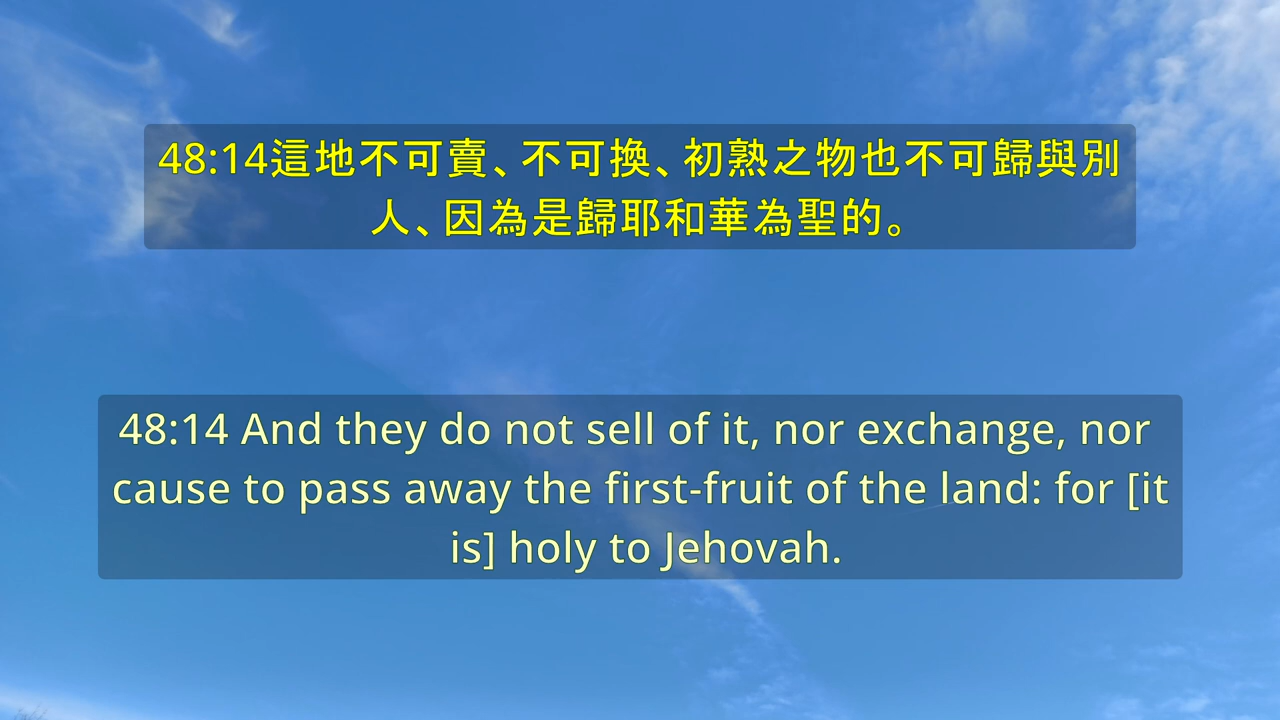 48:14這地不可賣、不可換、初熟之物也不可歸與別
人、因為是歸耶和華為聖的。
48:14 And they do not sell of it, nor exchange, nor
cause to pass away the first-fruit of the land: for [it
is] holy to Jehovah.